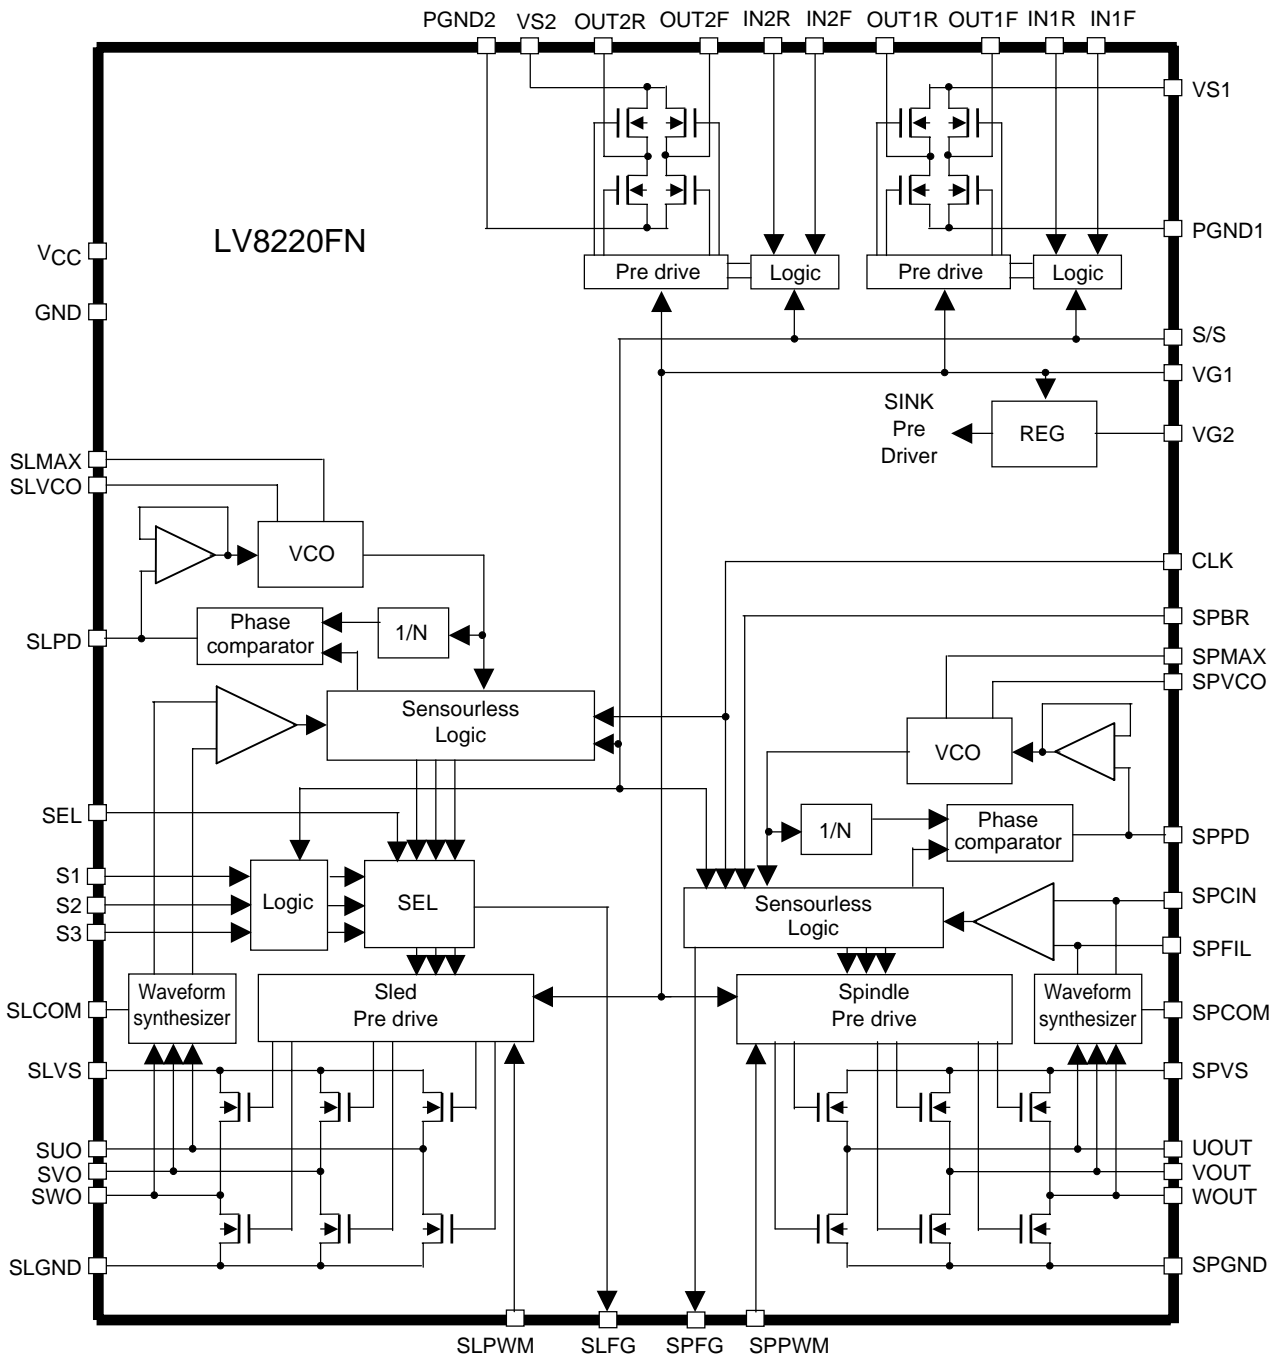 PGND2 VS2 OUT2R OUT2F IN2R IN2F OUT1R OUT1F IN1R IN1F
VS1
LV8220FN
PGND1
VCC
Pre drive
Logic
Pre drive
Logic
GND
S/S
VG1
SINK
Pre
Driver
REG
VG2
SLMAX
SLVCO
VCO
CLK
SLPD
Phase
comparator
1/N
SPBR
SPMAX
SPVCO
Sensourless
Logic
VCO
SEL
1/N
Phase
comparator
SPPD
S1
S2
S3
Logic
SEL
Sensourless
Logic
SPCIN
SPFIL
SLCOM
Waveform
synthesizer
Sled
Pre drive
Spindle
Pre drive
Waveform
synthesizer
SPCOM
SLVS
SPVS
SUO
SVO
SWO
UOUT
VOUT
WOUT
SLGND
SPGND
SLPWM SLFG SPFG SPPWM